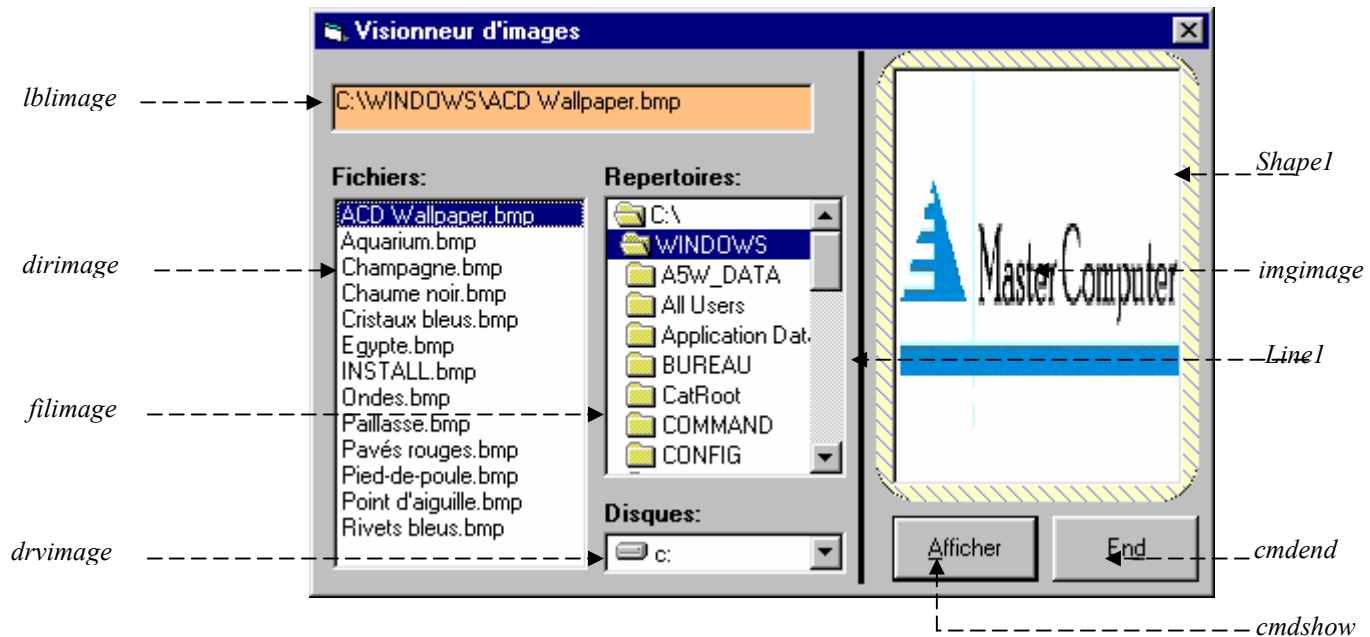 Visionneur d'images
lblimage
C:\WINDOWS\ACD Wallpaper.bmp
Fichiers:
ACD Wallpaper.bmp
Aquarium.bmp
Champagne.bmp
Chaume noir.bmp
Cristaux bleus.bmp
Egypte.bmp
INSTALL.bmp
Ondes.bmp
Paillasse.bmp
Pavés rouges.bmp
Pied-de-poule.bmp
Point d'aiguille.bmp
Rivets bleus.bmp
dirimage
filimage
drvimage
Repertoires:
C:\
WINDOWS
A5W_DATA
All Users
Application Dat
BUREAU
CatRoot
COMMAND
CONFIG
Disques:
c:
Master Computer
Shape1
imgimage
Line1
Afficher
End
cmdend
cmdshow